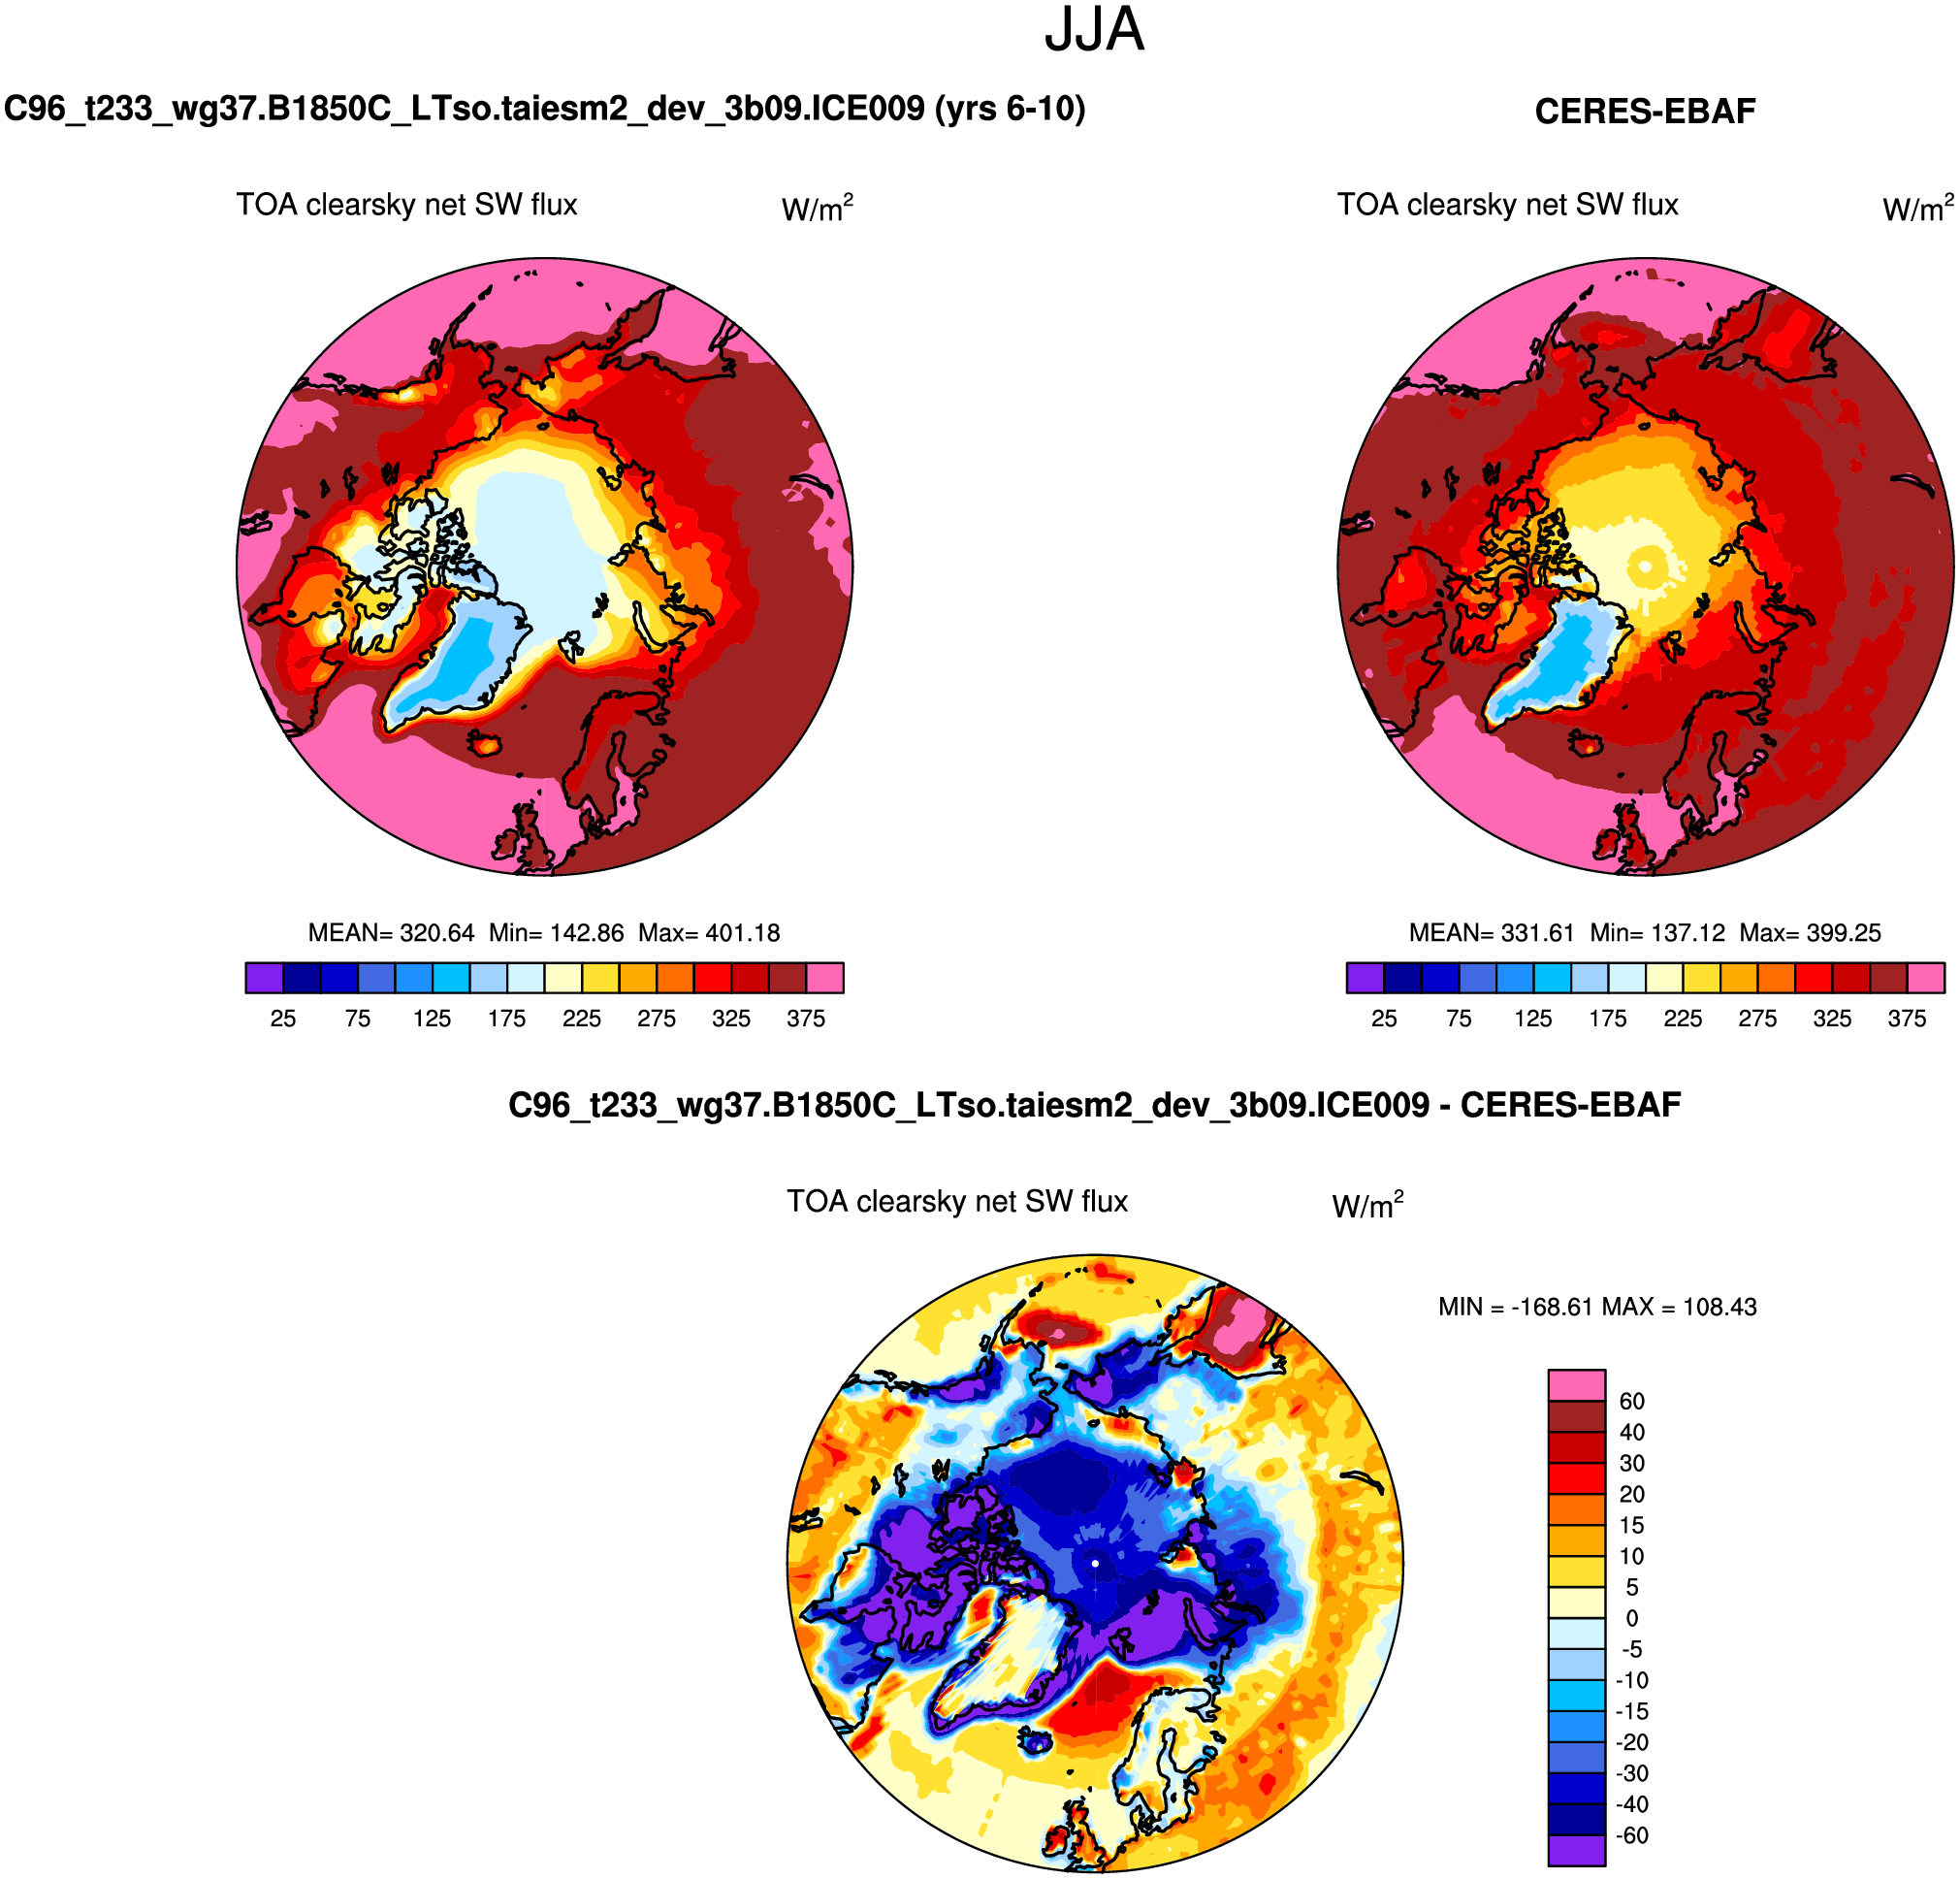 JJA
C96_t233_wg37.B1850C_LTso.taiesm2_dev_3b09.ICE009 (yrs 6-10)
CERES-EBAF
TOA clearsky net SW flux W/m²
TOA clearsky net SW flux W/m²
MEAN= 320.64 Min= 142.86 Max= 401.18
MEAN= 331.61 Min= 137.12 Max= 399.25
25 75 125 175 225 275 325 375
25 75 125 175 225 275 325 375
C96_t233_wg37.B1850C_LTso.taiesm2_dev_3b09.ICE009 - CERES-EBAF
TOA clearsky net SW flux W/m²
MIN = -168.61 MAX = 108.43
60
40
30
20
15
10
5
0
-5
-10
-15
-20
-30
-40
-60